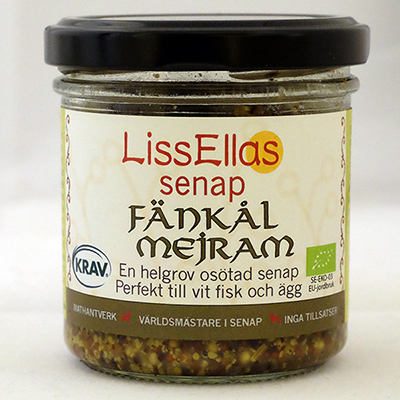 LissEllas
senap
FÄNKÅL
MEJRAM
KRAV
En helgrov osötad senap
Perfekt till vit fisk och ägg
SE-EKO-03
EU-jordbruk
MATHANTVERK VÄRLDSMÄSTARE I SENAP INGA TILLSATSER